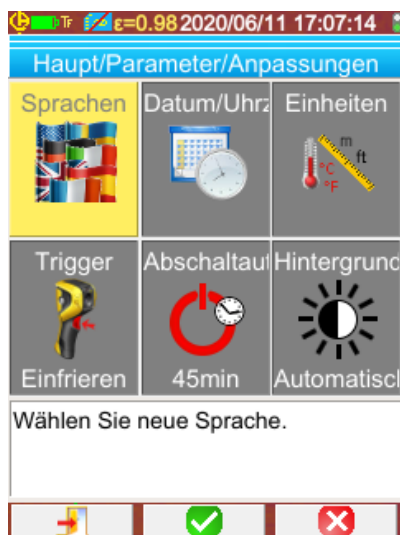 TF ε=0.98 2020/06/11 17:07:14
Haupt/Parameter/Anpassungen
Sprachen Datum/Uhrz Einheiten
m
ft
°C
°F
Trigger Abschaltaut Hintergrund
Einfrieren 45min Automatiscl
Wählen Sie neue Sprache.